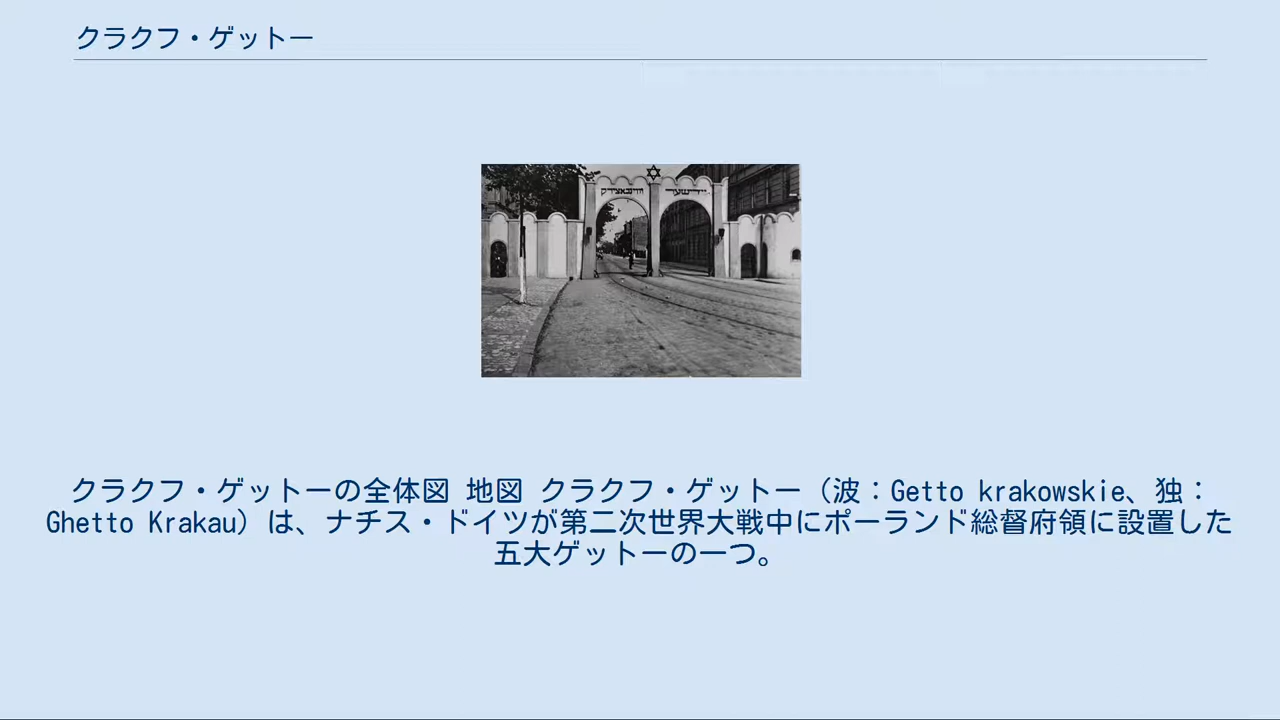 クラクフ・ゲットー
クラクフ・ゲットーの全体図 地図 クラクフ・ゲットー（波：Getto krakowskie、独：
Ghetto Krakau）は、ナチス・ドイツが第二次世界大戦中にポーランド総督府領に設置した
五大ゲットーの一つ。